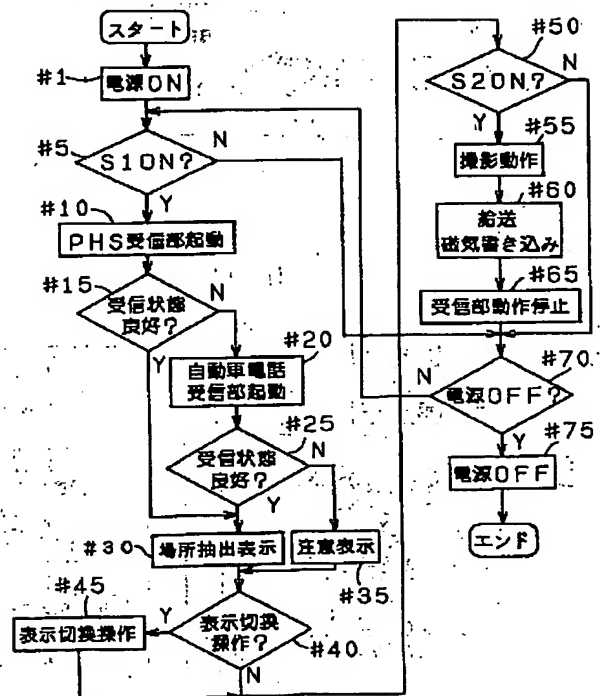 スタート
#1
電源ON
#5
S1ON?
N
Y
#10
PHS受信部起動
#15
受信状態
良好?
N
Y
#20
自動車電話
受信部起動
#25
受信状態
良好?
N
Y
#30
場所抽出表示
注意表示
#35
#45
表示切換操作
Y
表示切換
操作?
#40
N
#50
S2ON?
N
Y
#55
撮影動作
#60
給送
磁気書き込み
#65
受信部動作停止
N
電源OFF?
#70
Y
#75
電源OFF
エンド